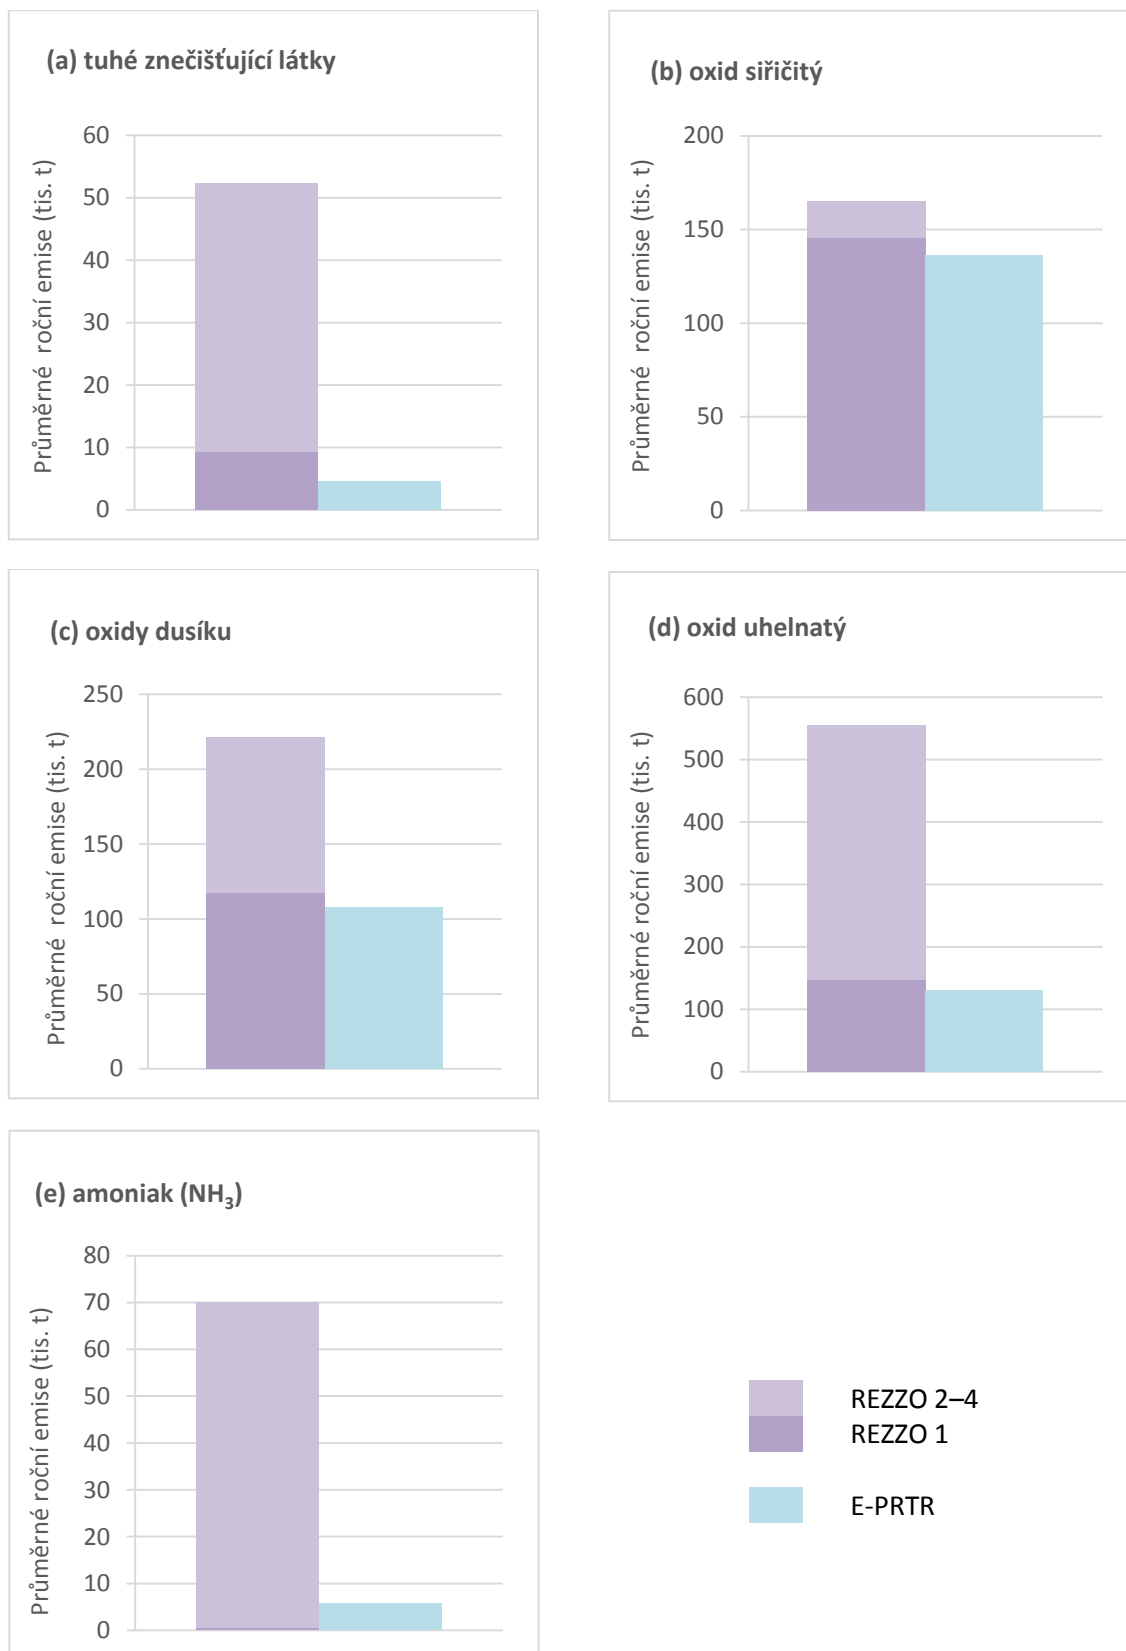 (a) tuhé znečišťující látky
Průměrné roční emise (tis. t)
60
50
40
30
20
10
0
(b) oxid siřičitý
Průměrné roční emise (tis. t)
200
150
100
50
0
(c) oxidy dusíku
Průměrné roční emise (tis. t)
250
200
150
100
50
0
(d) oxid uhelnatý
Průměrné roční emise (tis. t)
600
500
400
300
200
100
0
(e) amoniak (NH₃)
Průměrné roční emise (tis. t)
80
70
60
50
40
30
20
10
0
REZZO 2–4
REZZO 1
E-PRTR